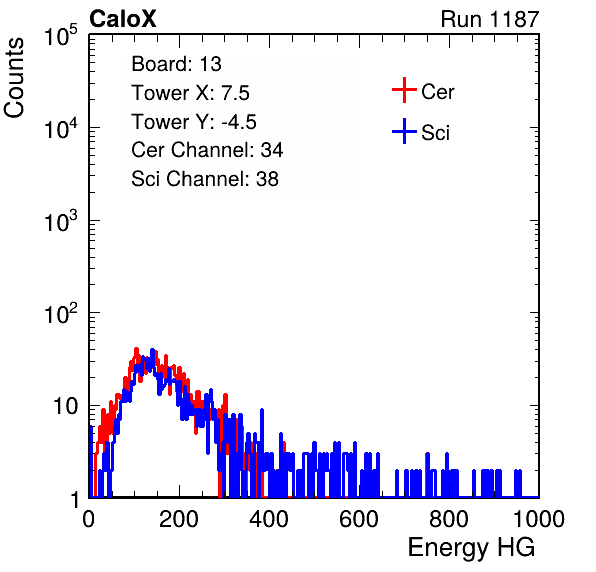 CaloX Run 1187
Counts
10^5
10^4
10^3
10^2
10
1
Board: 13
Tower X: 7.5
Tower Y: -4.5
Cer Channel: 34
Sci Channel: 38
Cer
Sci
0 200 400 600 800 1000
Energy HG